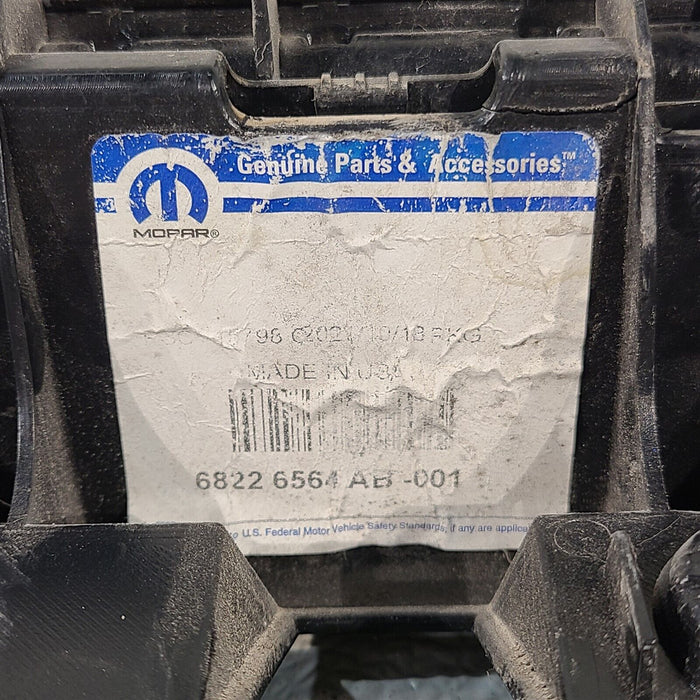 Genuine Parts & Accessories™
MOPAR®
MADE IN USA
6822 6564 AB -001
U.S. Federal Motor Vehicle Safety Standards, if any are applicable